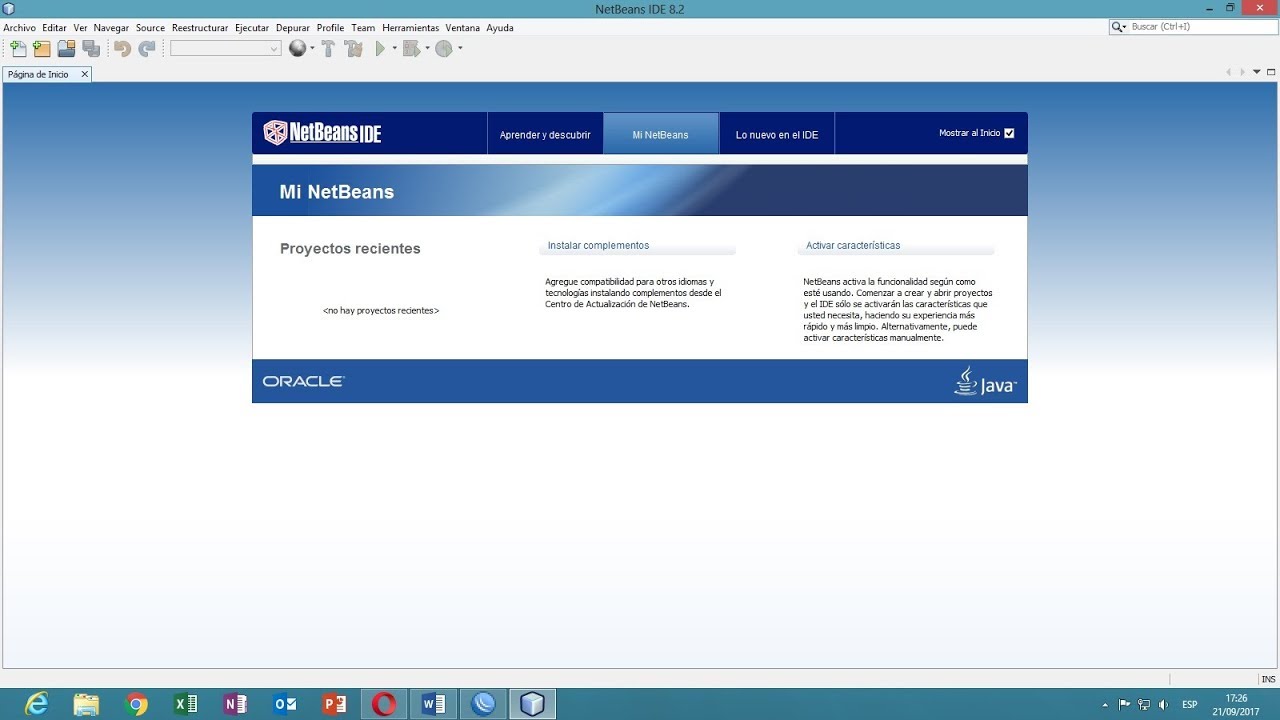 NetBeans IDE 8.2
Archivo Editar Ver Navegar Source Reestructurar Ejecutar Depurar Profile Team Herramientas Ventana Ayuda
Buscar (Ctrl+I)
Página de Inicio
NetBeans IDE
Aprender y descubrir
Mi NetBeans
Lo nuevo en el IDE
Mostrar al Inicio
Mi NetBeans
Proyectos recientes
<no hay proyectos recientes>
Instalar complementos
Agregue compatibilidad para otros idiomas y
tecnologías instalando complementos desde el
Centro de Actualización de NetBeans.
Activar características
NetBeans activa la funcionalidad según como
esté usando. Comenzar a crear y abrir proyectos
y el IDE sólo se activarán las características que
usted necesita, haciendo su experiencia más
rápido y más limpio. Alternativamente, puede
activar características manualmente.
ORACLE
Java
INS
ESP
17:26
21/09/2017